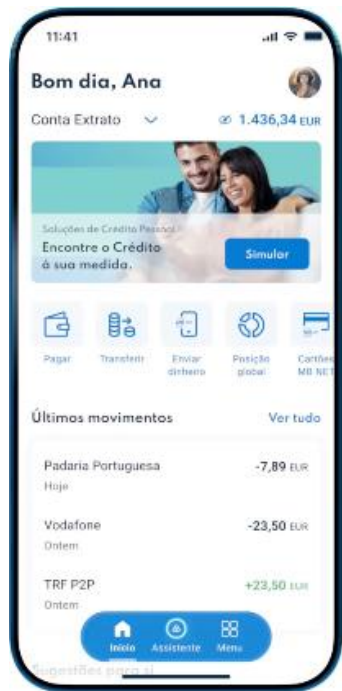 11:41
Bom dia, Ana
Conta Extrato 1.436,34 EUR
Soluções de Crédito Pessoal
Encontre o Crédito
à sua medida.
Simular
Pagar Transferir Enviar dinheiro Posição global Cartões MB NET
Últimos movimentos Ver tudo
Padaria Portuguesa -7,89 EUR
Hoje
Vodafone -23,50 EUR
Ontem
TRF P2P +23,50 EUR
Ontem
Início Assistente Menu
Sugestões para si